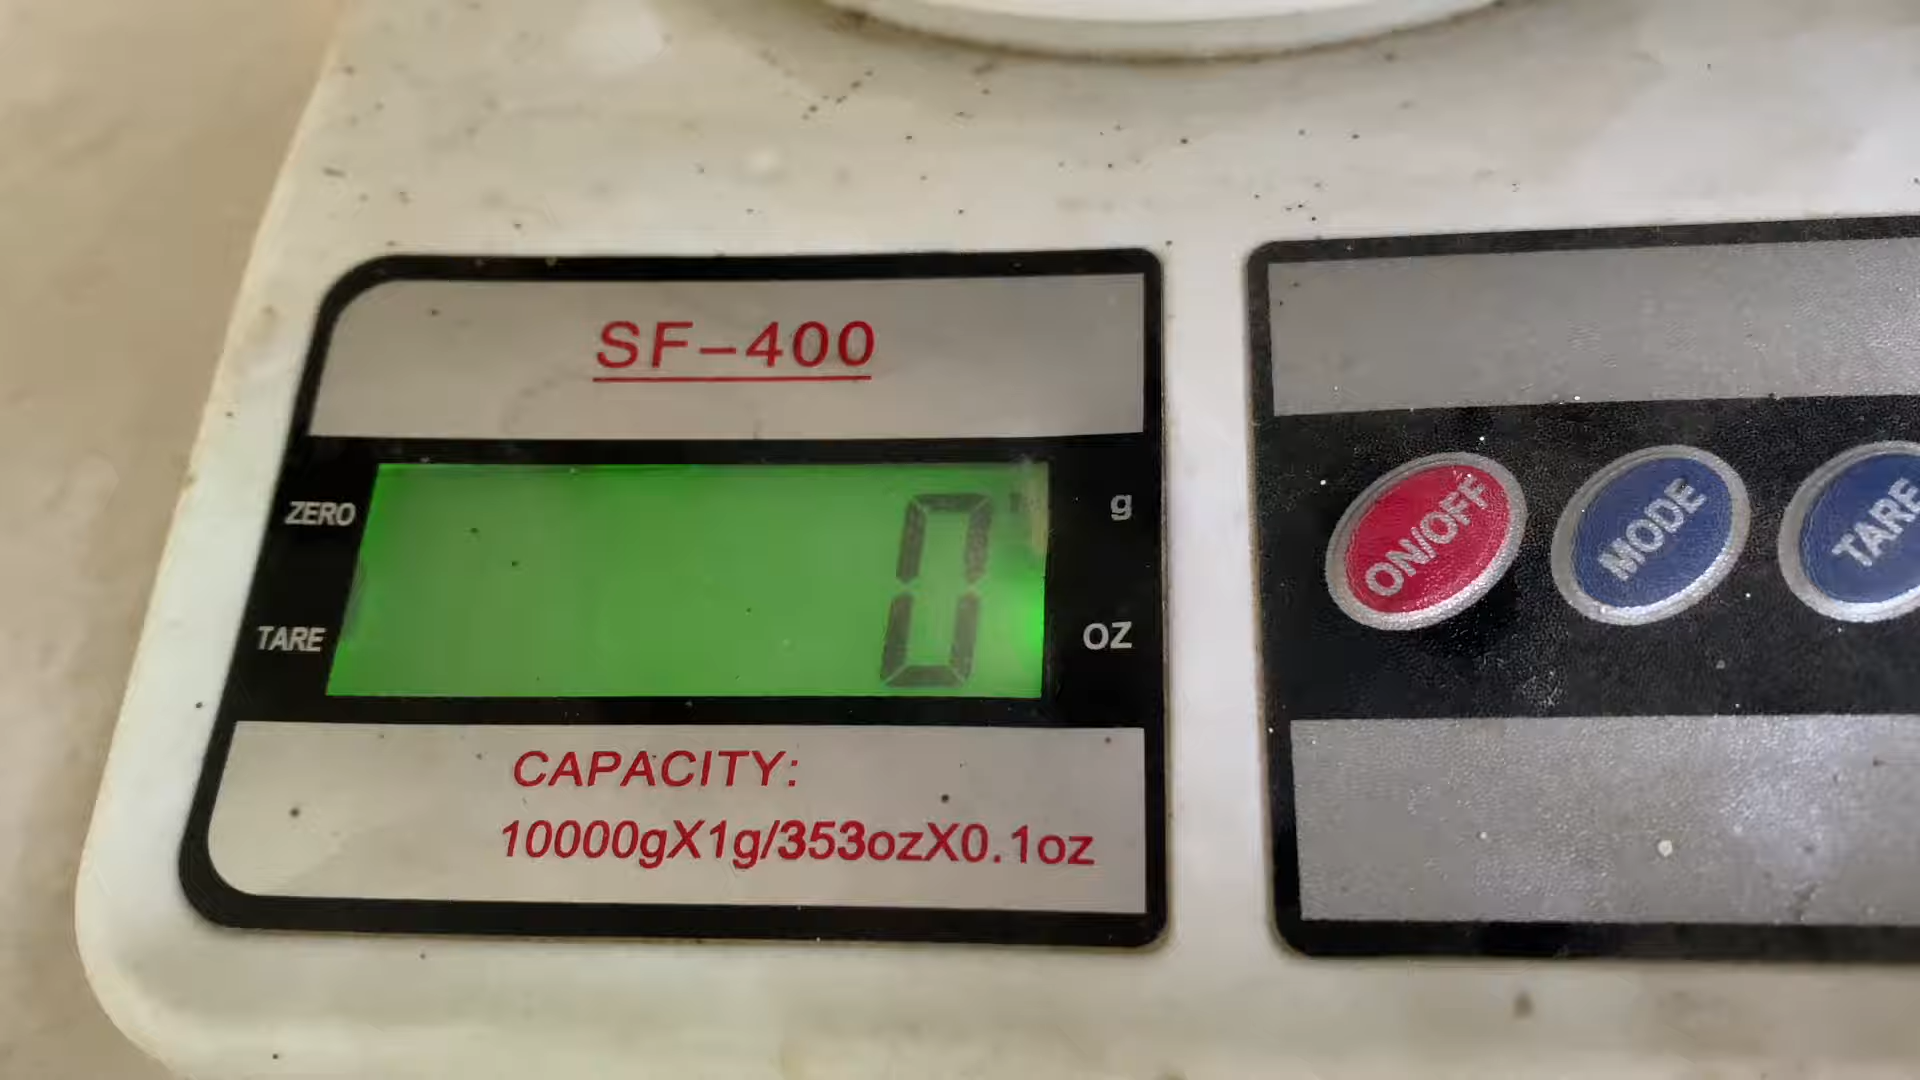 SF-400
ZERO
0
g
TARE
OZ
CAPACITY:
10000gX1g/353ozX0.1oz
ON/OFF
MODE
TARE